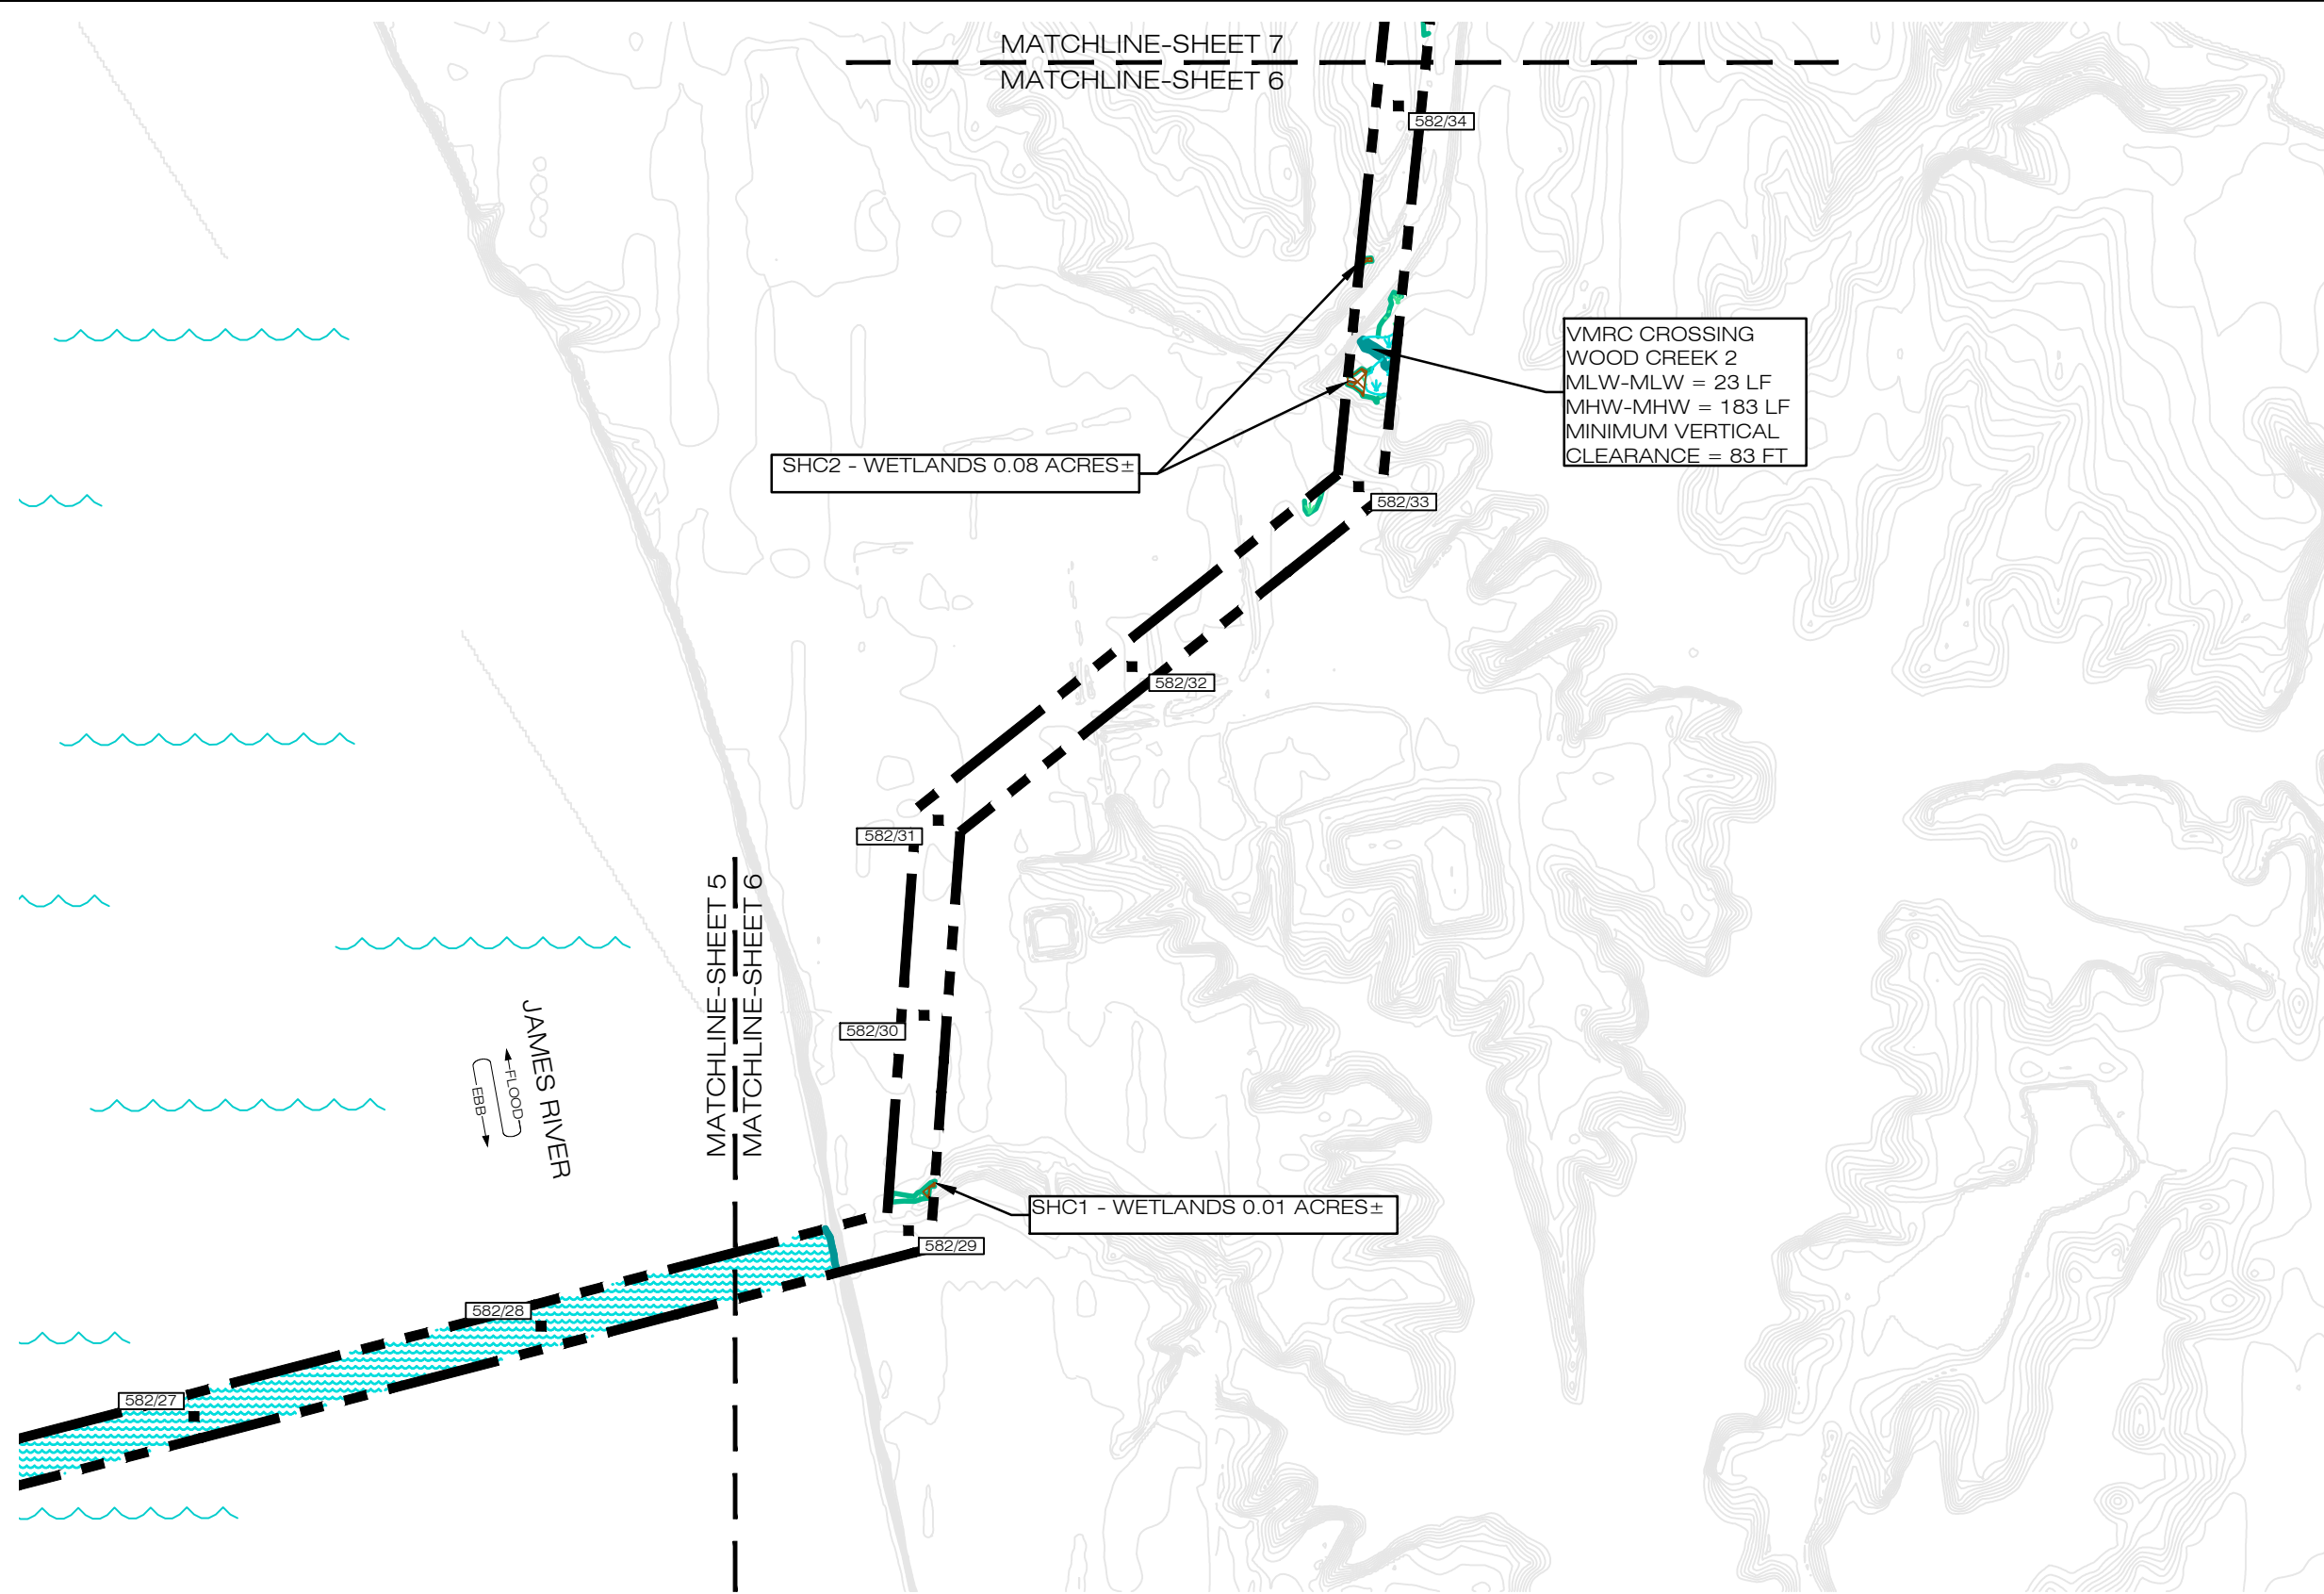 MATCHLINE-SHEET 7
MATCHLINE-SHEET 6
582/34
VMRC CROSSING
WOOD CREEK 2
MLW-MLW = 23 LF
MHW-MHW = 183 LF
MINIMUM VERTICAL
CLEARANCE = 83 FT
SHC2 - WETLANDS 0.08 ACRES±
582/33
582/32
582/31
MATCHLINE-SHEET 5
MATCHLINE-SHEET 6
582/30
JAMES RIVER
FLOOD
EBB
SHC1 - WETLANDS 0.01 ACRES±
582/29
582/28
582/27